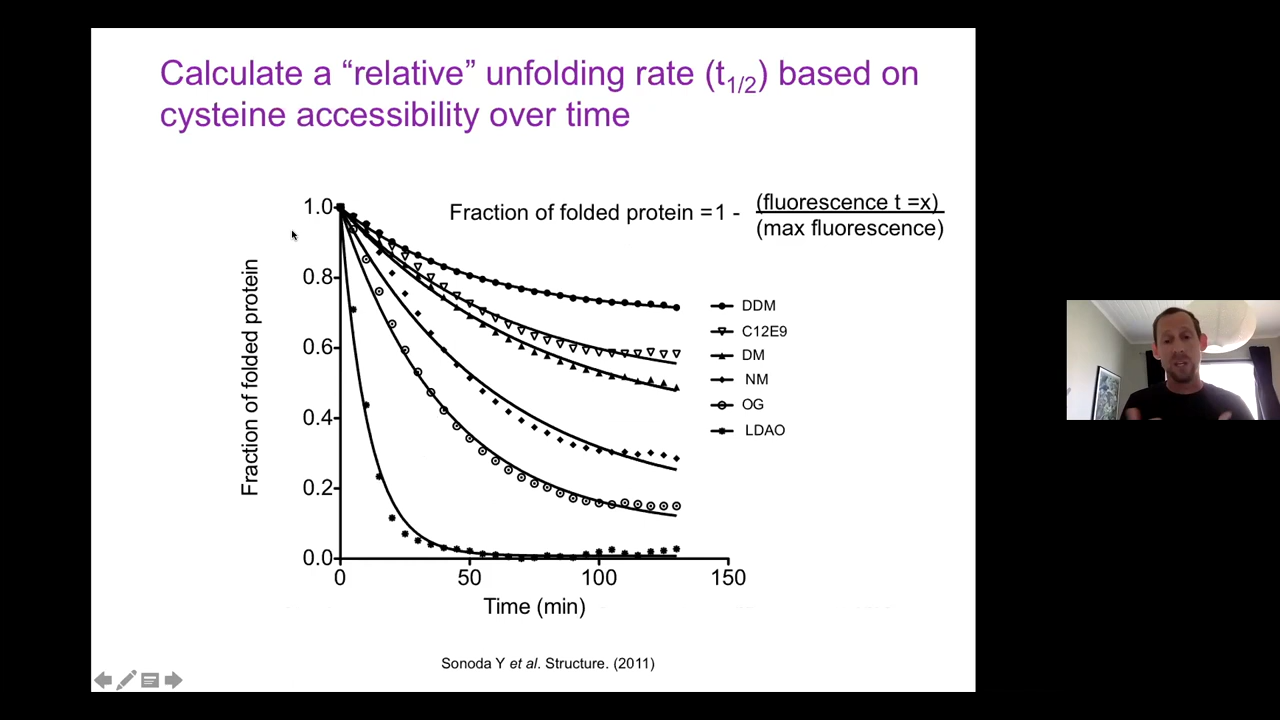 Calculate a “relative” unfolding rate (t1/2) based on
cysteine accessibility over time
Fraction of folded protein =1 - (fluorescence t =x)
(max fluorescence)
Fraction of folded protein
1.0
0.8
0.6
0.4
0.2
0.0
0 50 100 150
Time (min)
DDM
C12E9
DM
NM
OG
LDAO
Sonoda Y et al. Structure. (2011)